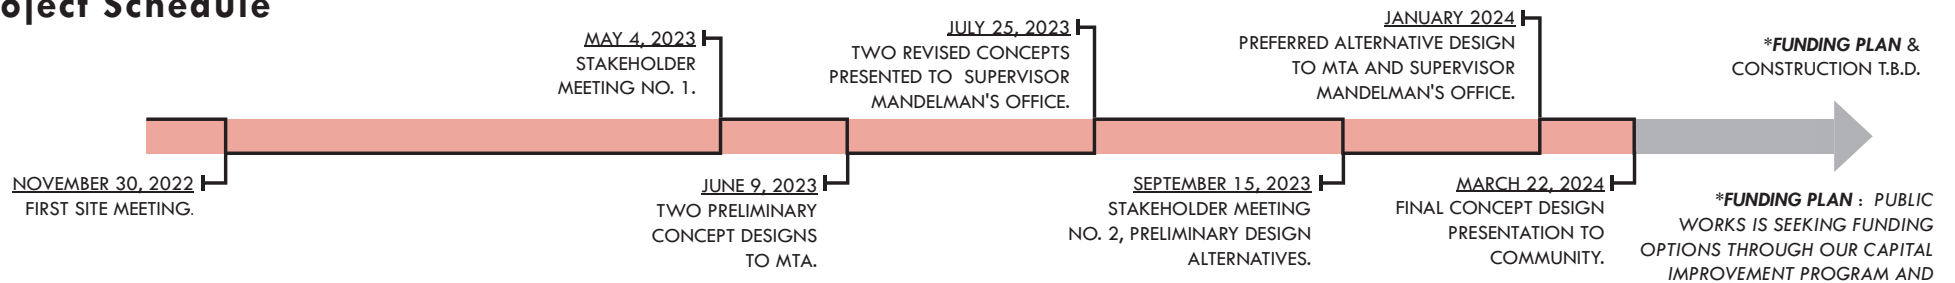 oject Schedule
NOVEMBER 30, 2022
FIRST SITE MEETING.
MAY 4, 2023
STAKEHOLDER
MEETING NO. 1.
JUNE 9, 2023
TWO PRELIMINARY
CONCEPT DESIGNS
TO MTA.
JULY 25, 2023
TWO REVISED CONCEPTS
PRESENTED TO SUPERVISOR
MANDELMAN'S OFFICE.
SEPTEMBER 15, 2023
STAKEHOLDER MEETING
NO. 2, PRELIMINARY DESIGN
ALTERNATIVES.
JANUARY 2024
PREFERRED ALTERNATIVE DESIGN
TO MTA AND SUPERVISOR
MANDELMAN'S OFFICE.
MARCH 22, 2024
FINAL CONCEPT DESIGN
PRESENTATION TO
COMMUNITY.
*FUNDING PLAN &
CONSTRUCTION T.B.D.
*FUNDING PLAN : PUBLIC
WORKS IS SEEKING FUNDING
OPTIONS THROUGH OUR CAPITAL
IMPROVEMENT PROGRAM AND